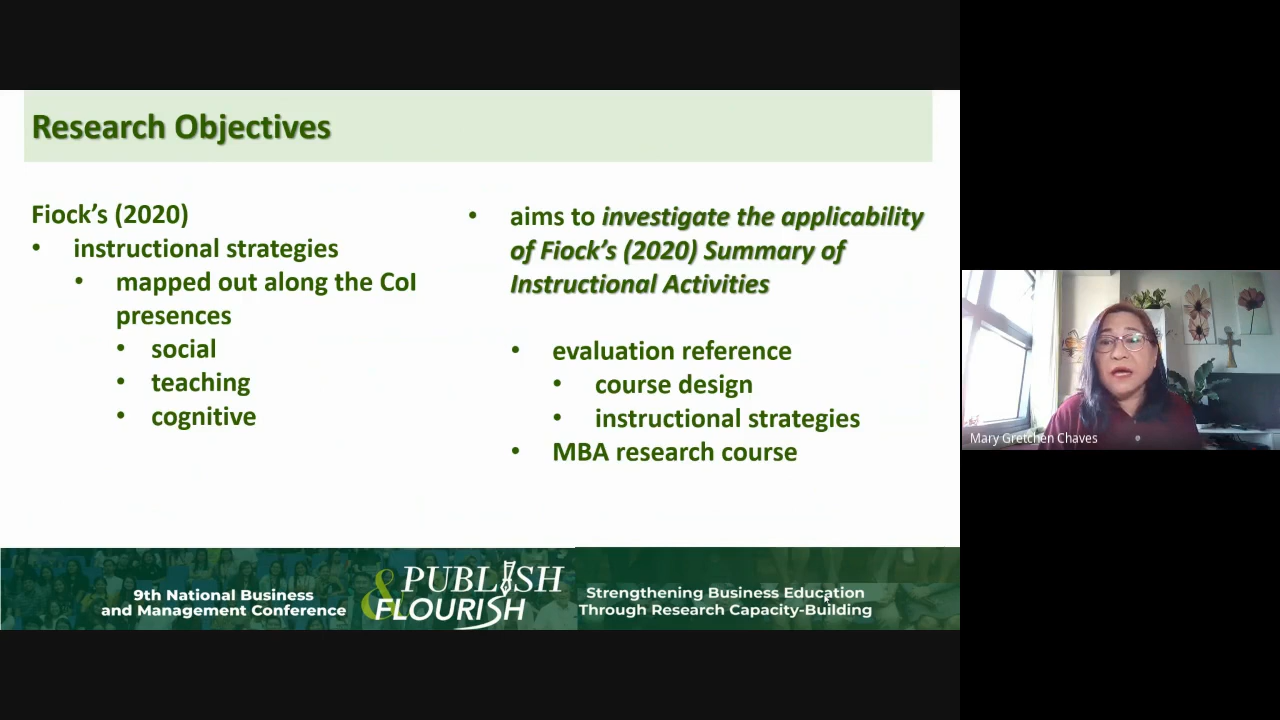 Research Objectives
Fiock's (2020)
• instructional strategies
• mapped out along the CoI
presences
• social
• teaching
• cognitive
• aims to investigate the applicability
of Fiock's (2020) Summary of
Instructional Activities
• evaluation reference
• course design
• instructional strategies
• MBA research course
Mary Gretchen Chaves
9th National Business
and Management Conference
PUBLISH
& FLOURISH
Strengthening Business Education
Through Research Capacity-Building